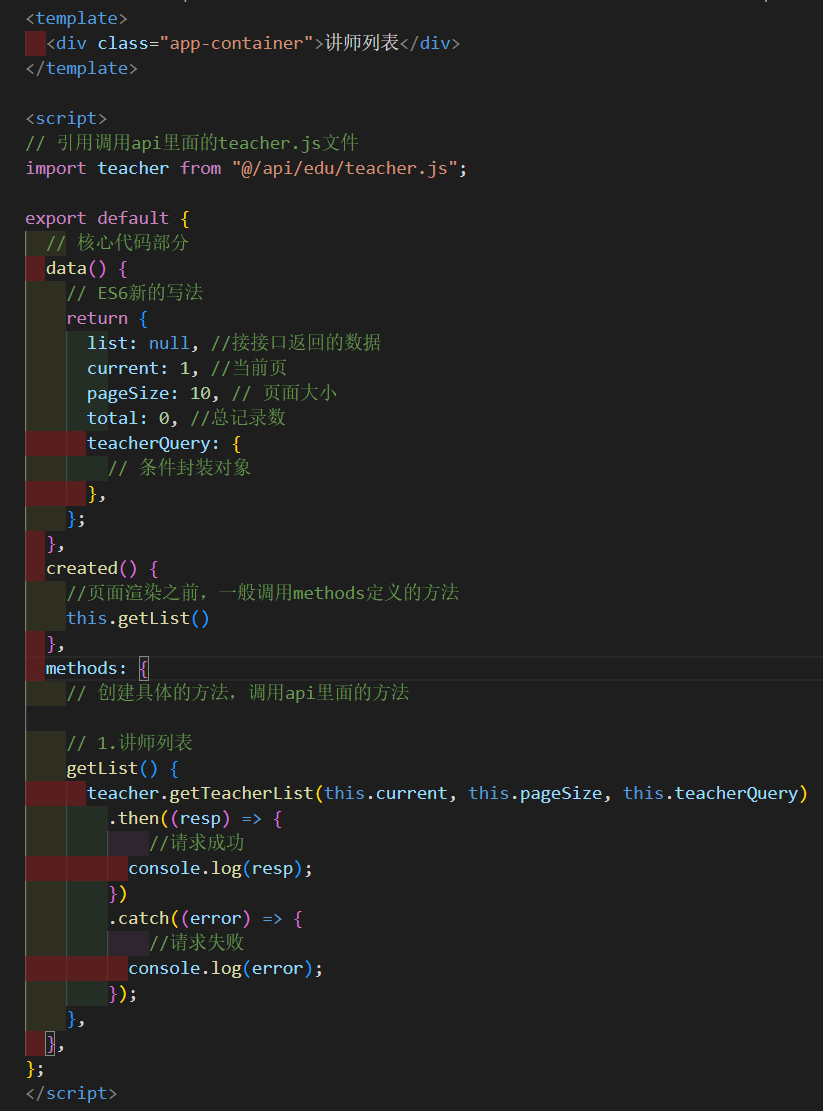 <template>
  <div class="app-container">讲师列表</div>
</template>

<script>
// 引用调用api里面的teacher.js文件
import teacher from "@/api/edu/teacher.js";

export default {
  // 核心代码部分
  data() {
    // ES6新的写法
    return {
      list: null, //接接口返回的数据
      current: 1, //当前页
      pageSize: 10, // 页面大小
      total: 0, //总记录数
      teacherQuery: {
        // 条件封装对象
      },
    };
  },
  created() {
    //页面渲染之前，一般调用methods定义的方法
    this.getList()
  },
  methods: {
    // 创建具体的方法，调用api里面的方法

    // 1.讲师列表
    getList() {
      teacher.getTeacherList(this.current, this.pageSize, this.teacherQuery)
        .then((resp) => {
            //请求成功
          console.log(resp);
        })
        .catch((error) => {
            //请求失败
          console.log(error);
        });
    },
  },
};
</script>